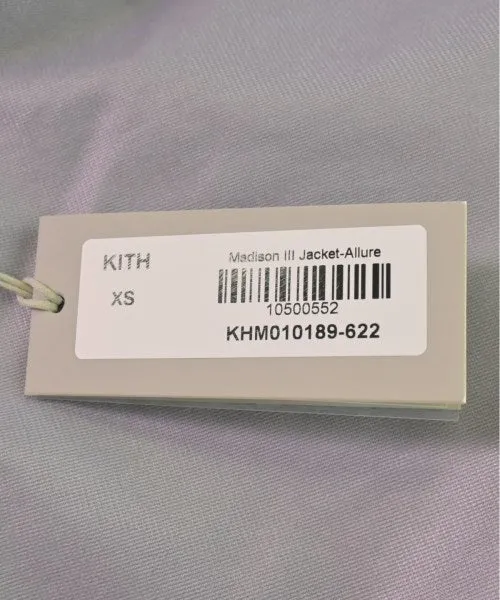 KITH
XS
Madison III Jacket-Allure
10500552
KHM010189-622